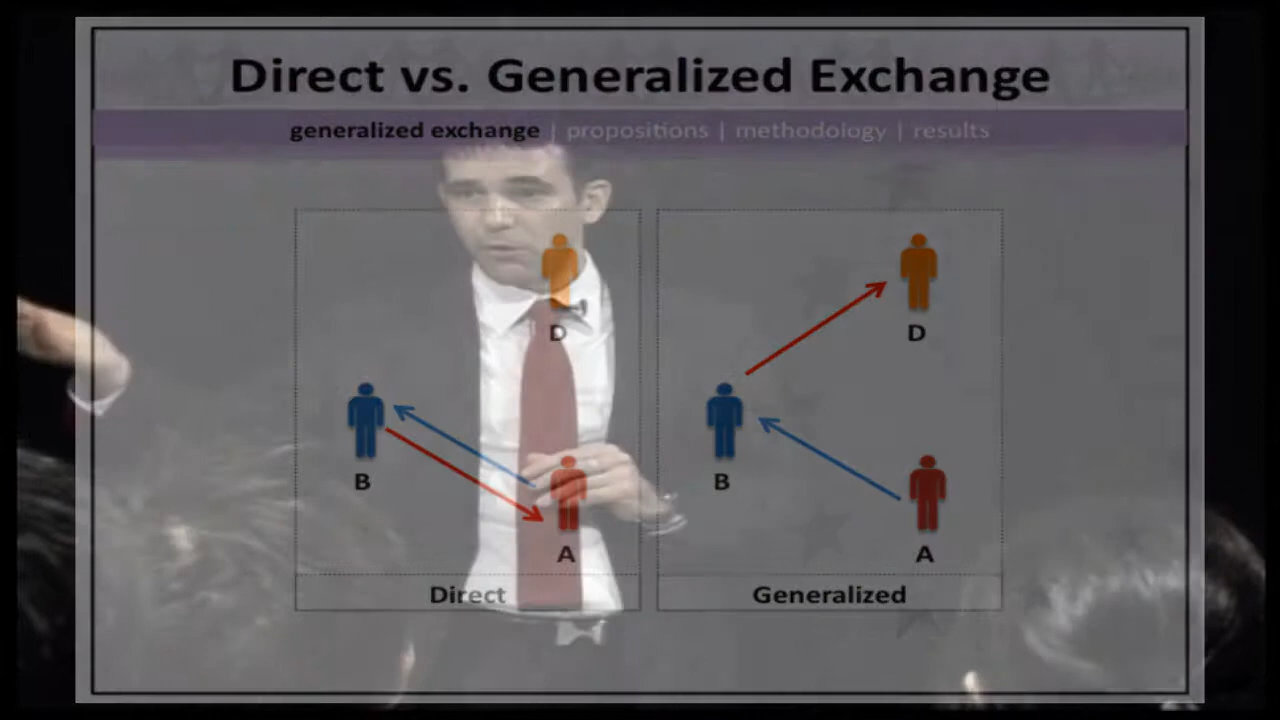 Direct vs. Generalized Exchange
generalized exchange | propositions | methodology | results
D
B
A
Direct
D
B
A
Generalized